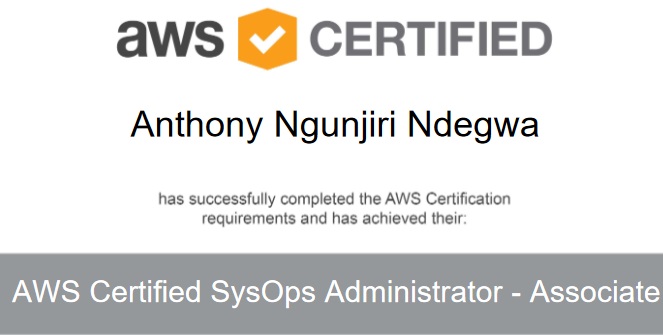 aws CERTIFIED
Anthony Ngunjiri Ndegwa
has successfully completed the AWS Certification
requirements and has achieved their:
AWS Certified SysOps Administrator - Associate